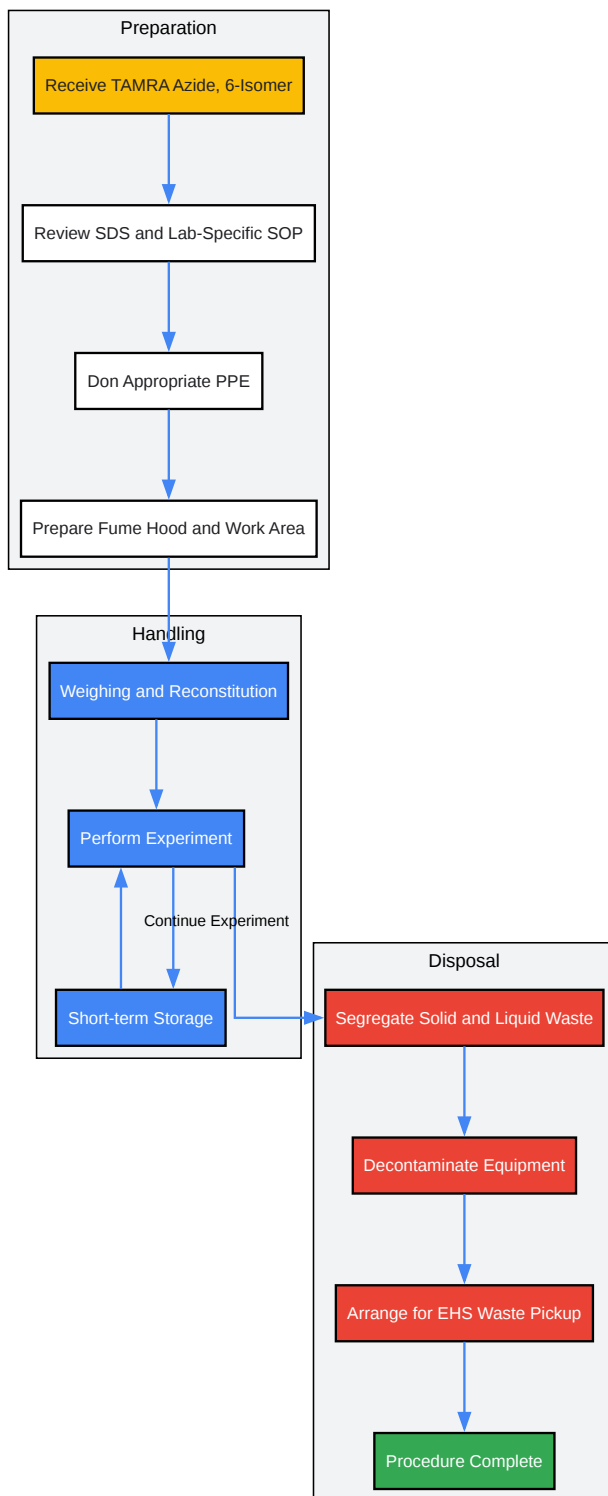 Preparation
Receive TAMRA Azide, 6-Isomer
Review SDS and Lab-Specific SOP
Don Appropriate PPE
Prepare Fume Hood and Work Area
Handling
Weighing and Reconstitution
Perform Experiment
Continue Experiment
Short-term Storage
Disposal
Segregate Solid and Liquid Waste
Decontaminate Equipment
Arrange for EHS Waste Pickup
Procedure Complete